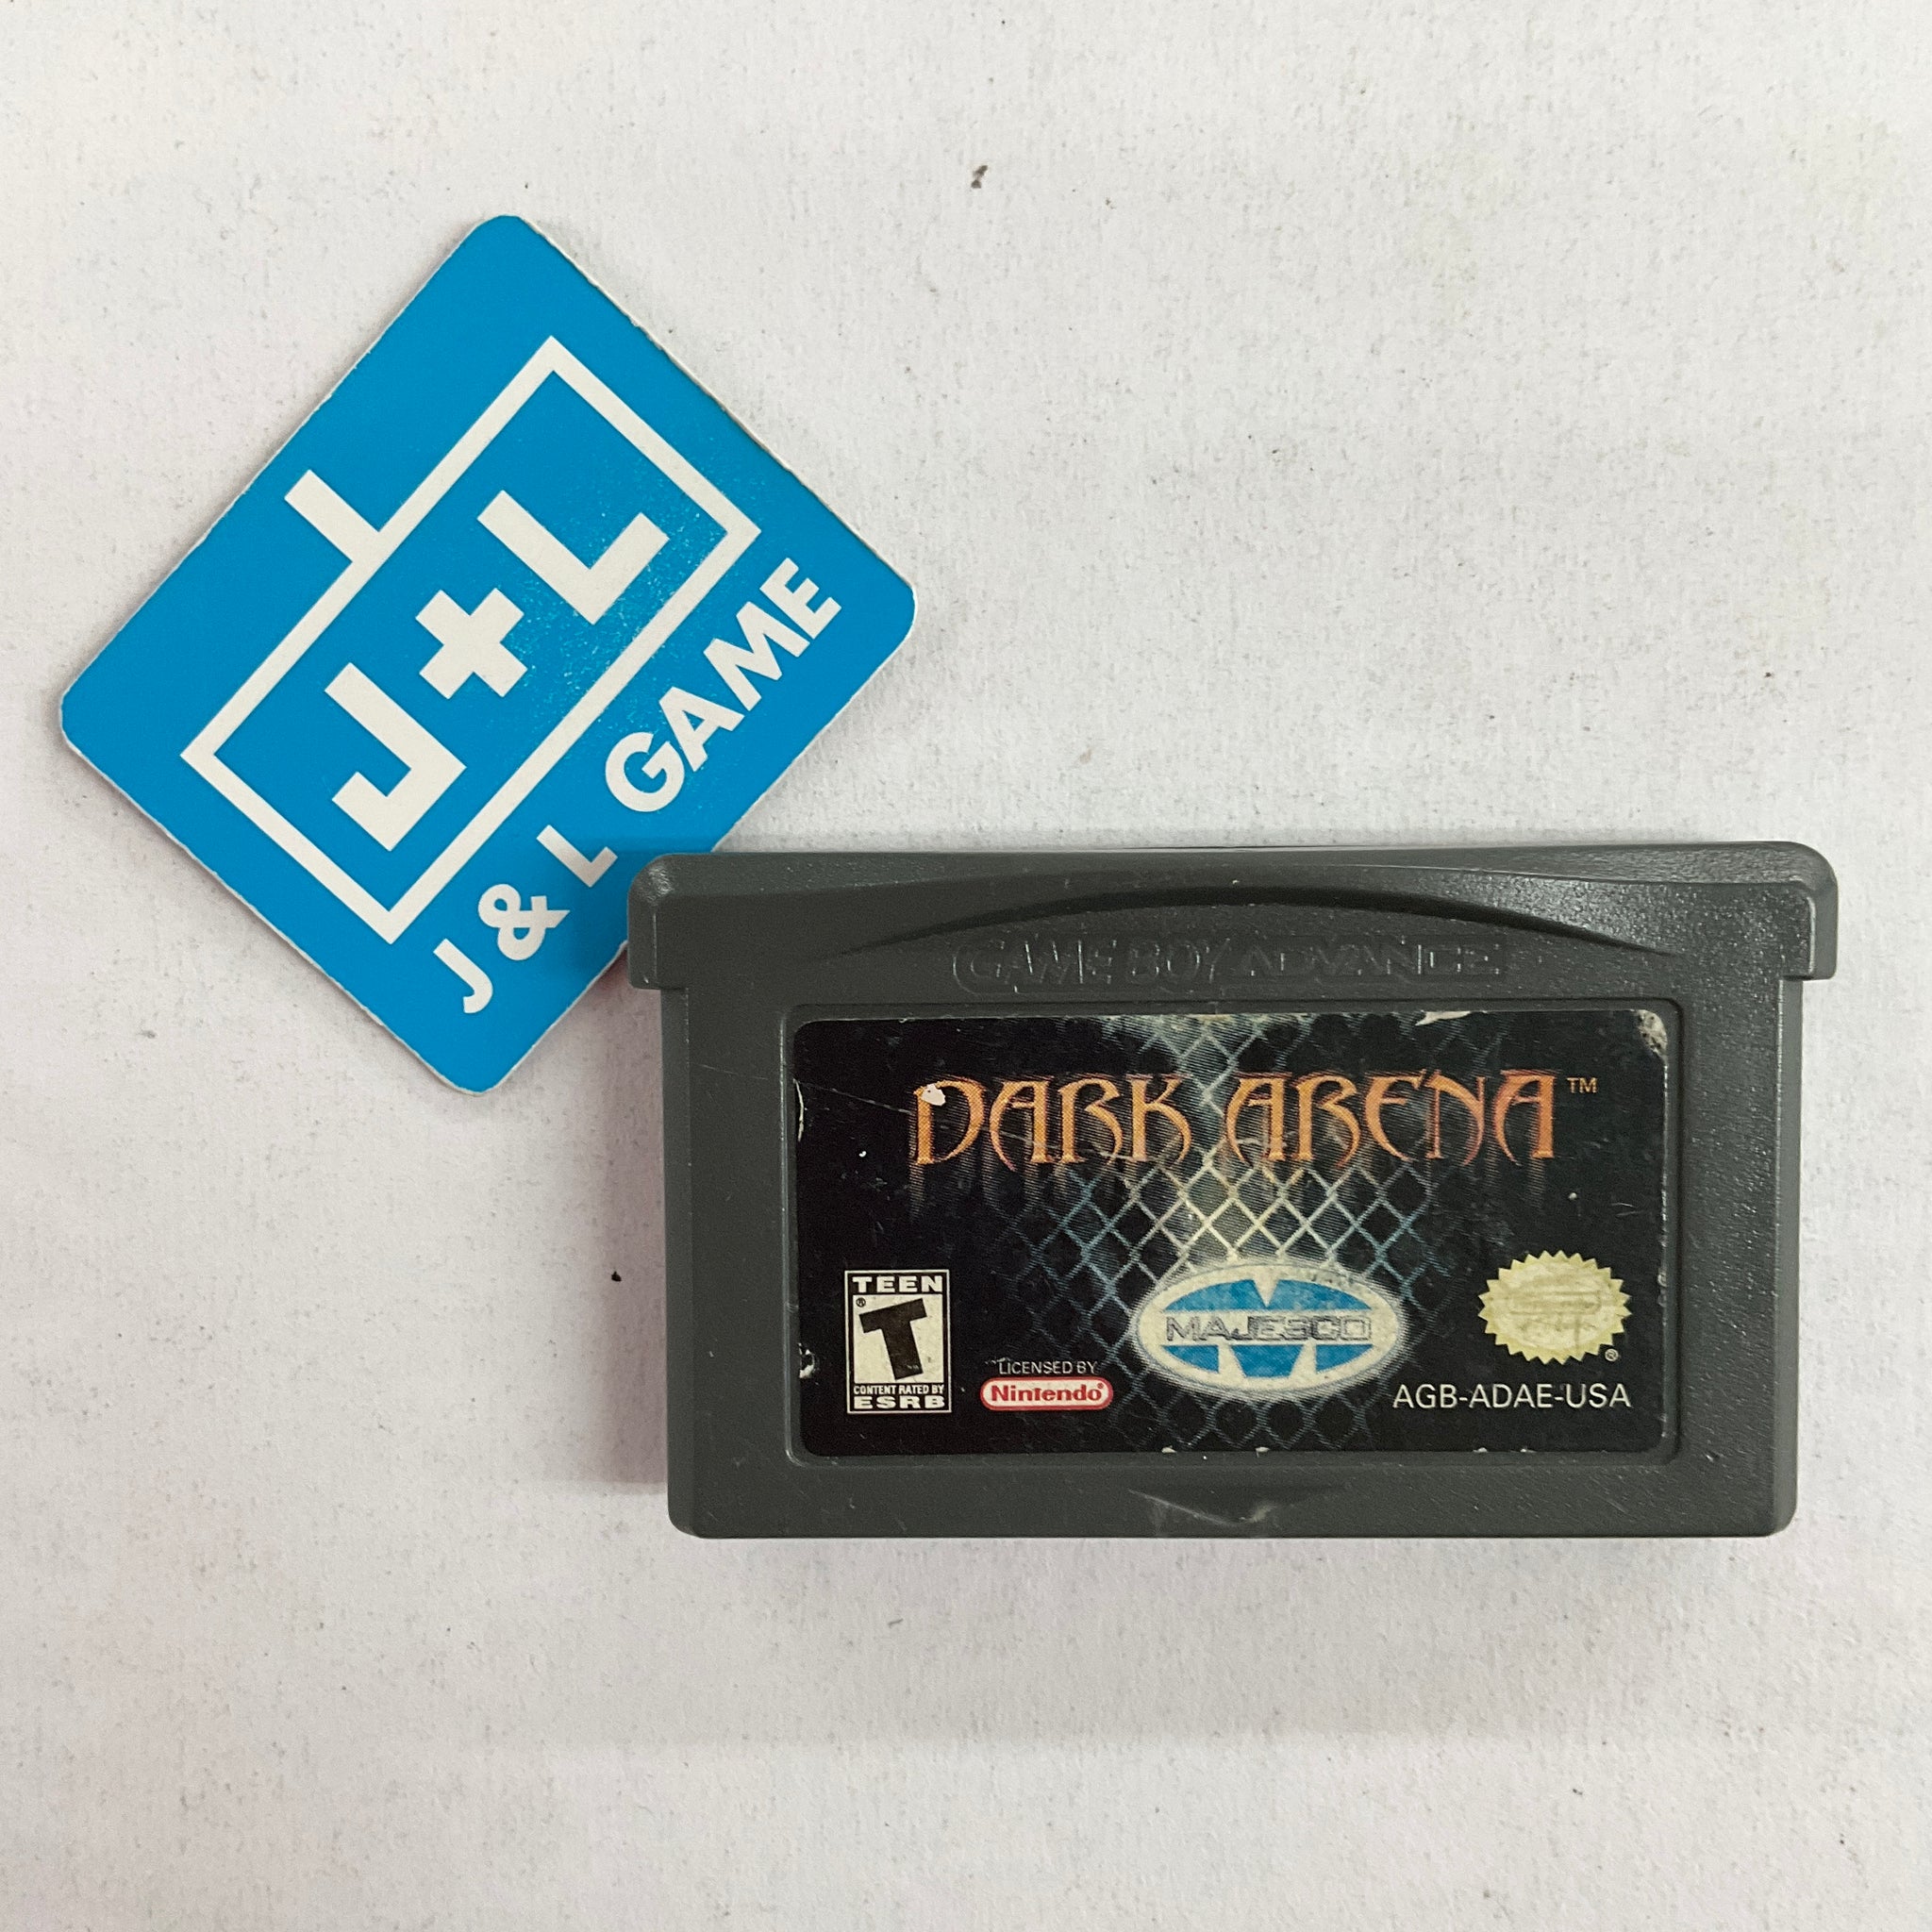 J+L
J & L GAME
GAME BOY ADVANCE
DARK ARENA™
TEEN
T®
CONTENT RATED BY
ESRB
LICENSED BY
Nintendo®
MAJESCO
®
AGB-ADAE-USA